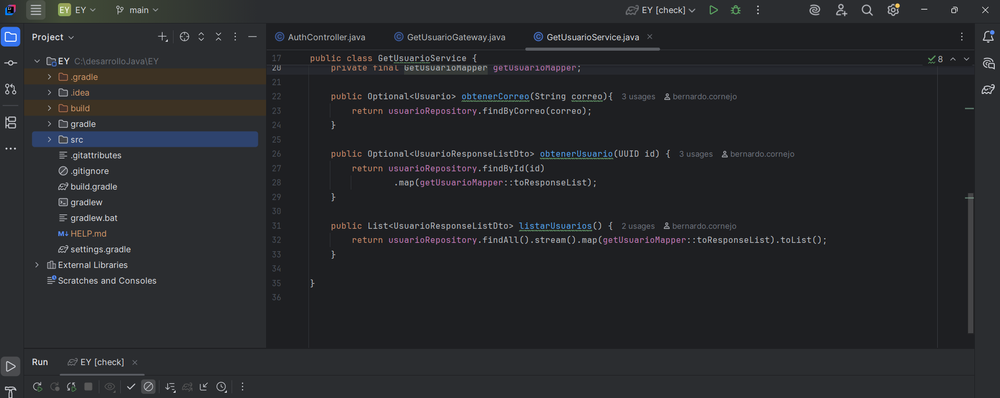 EY EY main EY [check]
Project
AuthController.java GetUsuarioGateway.java GetUsuarioService.java
EY C:\desarrolloJava\EY
.gradle
.idea
build
gradle
src
.gitattributes
.gitignore
build.gradle
gradlew
gradlew.bat
M↓ HELP.md
settings.gradle
External Libraries
Scratches and Consoles
17 public class GetUsuarioService { 8
20 private final GetUsuarioMapper getUsuarioMapper;
21
22 public Optional<Usuario> obtenerCorreo(String correo){ 3 usages bernardo.cornejo
23 return usuarioRepository.findByCorreo(correo);
24 }
25
26 public Optional<UsuarioResponseListDto> obtenerUsuario(UUID id) { 3 usages bernardo.cornejo
27 return usuarioRepository.findById(id)
28 .map(getUsuarioMapper::toResponseList);
29 }
30
31 public List<UsuarioResponseListDto> listarUsuarios() { 2 usages bernardo.cornejo
32 return usuarioRepository.findAll().stream().map(getUsuarioMapper::toResponseList).toList();
33 }
34
35 }
36
Run EY [check]